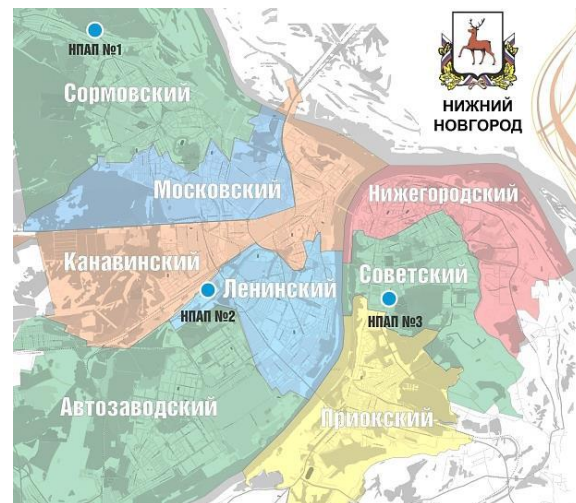 НПАП №1
Сормовский
НИЖНИЙ
НОВГОРОД
Московский
Нижегородский
Канавинский
Ленинский
Советский
НПАП №2
НПАП №3
Автозаводский
Приокский